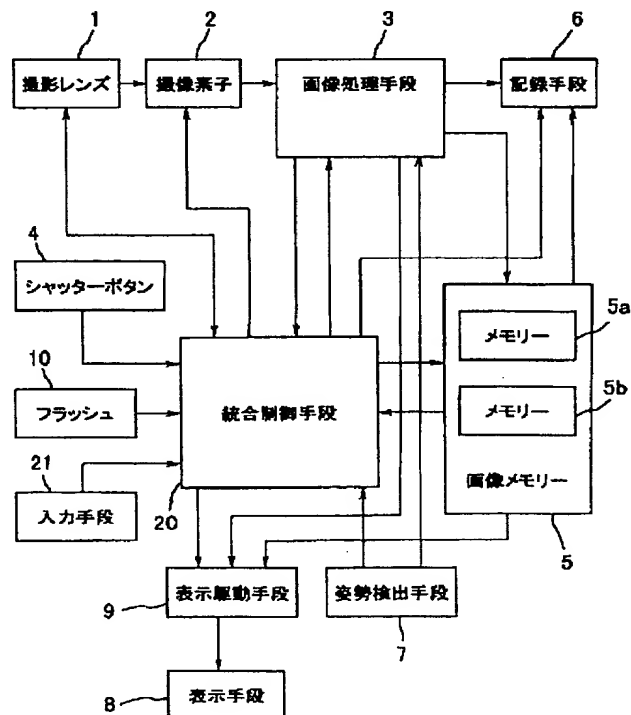 1
2
3
6
撮影レンズ
撮像素子
画像処理手段
記録手段
4
シャッターボタン
5a
メモリー
10
5b
フラッシュ
統合制御手段
メモリー
21
画像メモリー
入力手段
20
5
表示駆動手段
姿勢検出手段
9
7
表示手段
8